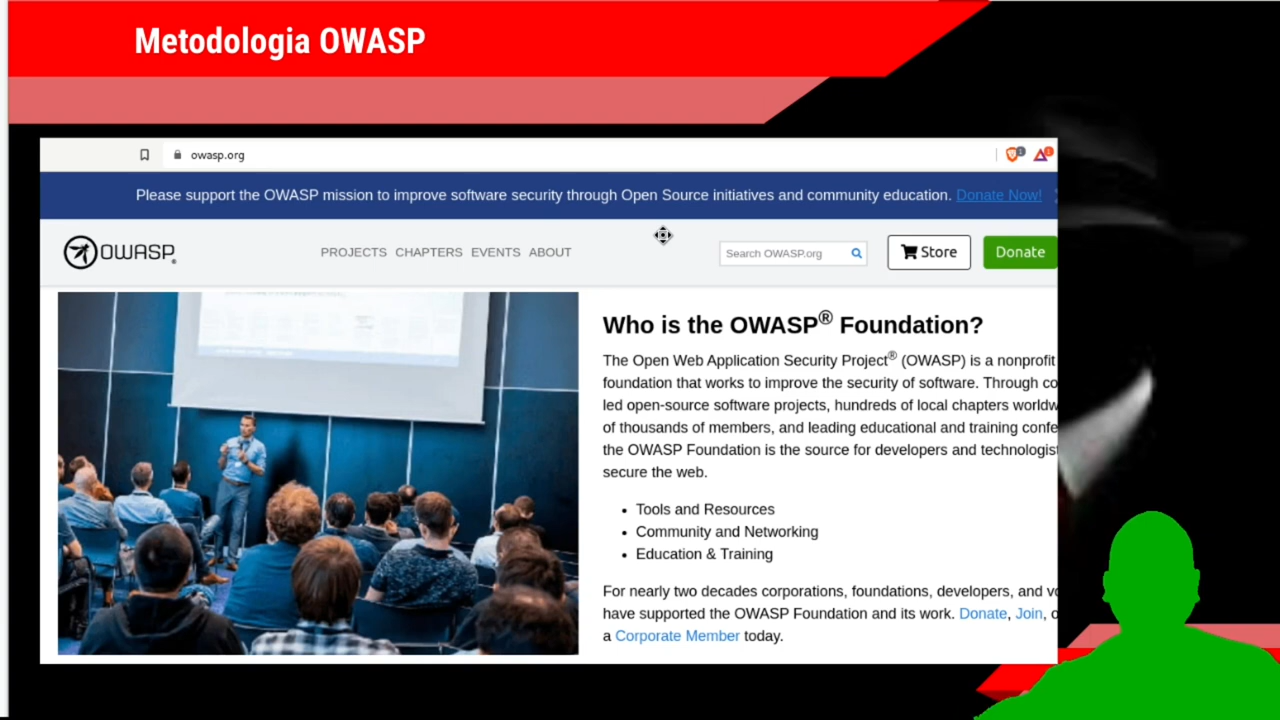 Metodologia OWASP
owasp.org
Please support the OWASP mission to improve software security through Open Source initiatives and community education. Donate Now!
OWASP®
PROJECTS CHAPTERS EVENTS ABOUT
Search OWASP.org
Store
Donate
Who is the OWASP® Foundation?
The Open Web Application Security Project® (OWASP) is a nonprofit
foundation that works to improve the security of software. Through co
led open-source software projects, hundreds of local chapters worldw
of thousands of members, and leading educational and training confe
the OWASP Foundation is the source for developers and technologist
secure the web.
• Tools and Resources
• Community and Networking
• Education & Training
For nearly two decades corporations, foundations, developers, and vo
have supported the OWASP Foundation and its work. Donate, Join, o
a Corporate Member today.